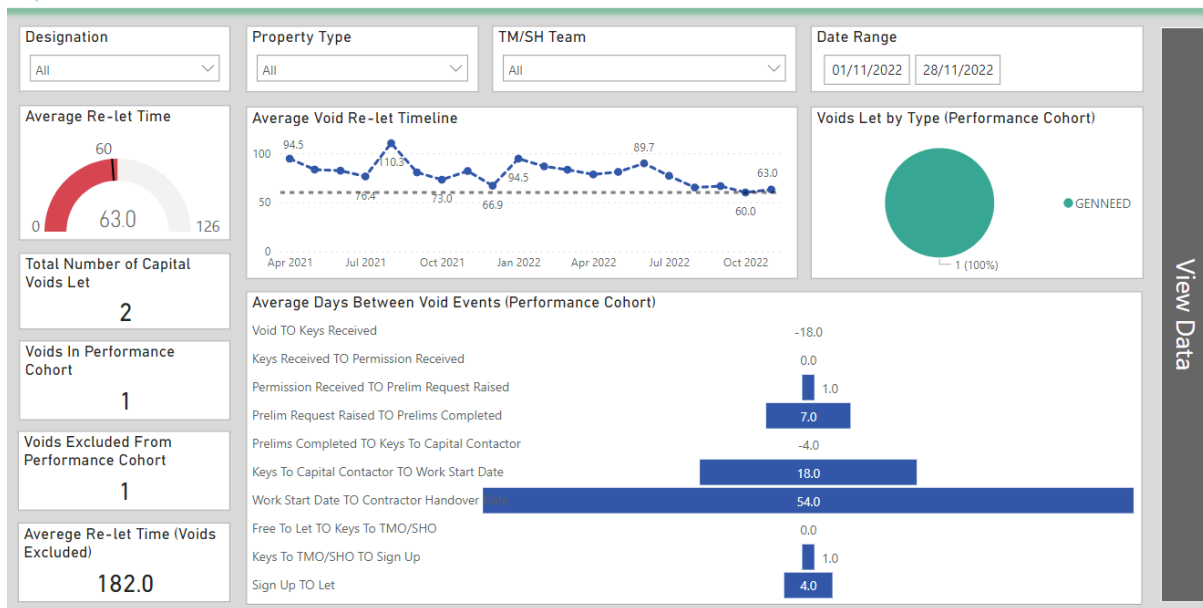 Designation
All
Property Type
All
TM/SH Team
All
Date Range
01/11/2022 28/11/2022
Average Re-let Time
60
0 63.0 126
Average Void Re-let Timeline
100
50
0
94.5
76.4
110.3
73.0
66.9
94.5
89.7
60.0
63.0
Apr 2021 Jul 2021 Oct 2021 Jan 2022 Apr 2022 Jul 2022 Oct 2022
Voids Let by Type (Performance Cohort)
GENNEED
1 (100%)
Total Number of Capital
Voids Let
2
Voids In Performance
Cohort
1
Voids Excluded From
Performance Cohort
1
Averege Re-let Time (Voids
Excluded)
182.0
Average Days Between Void Events (Performance Cohort)
Void TO Keys Received -18.0
Keys Received TO Permission Received 0.0
Permission Received TO Prelim Request Raised 1.0
Prelim Request Raised TO Prelims Completed 7.0
Prelims Completed TO Keys To Capital Contactor -4.0
Keys To Capital Contactor TO Work Start Date 18.0
Work Start Date TO Contractor Handover Date 54.0
Free To Let TO Keys To TMO/SHO 0.0
Keys To TMO/SHO TO Sign Up 1.0
Sign Up TO Let 4.0
View Data